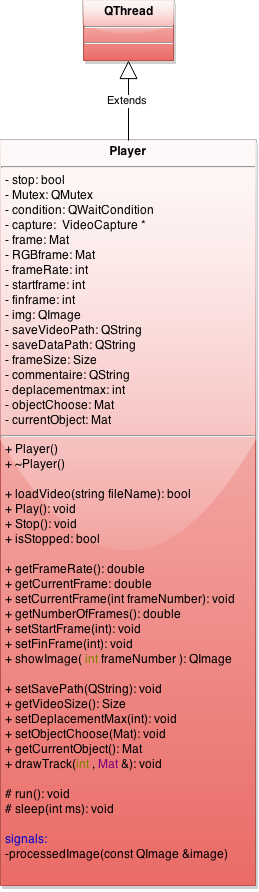 QThread
Extends
Player
- stop: bool
- Mutex: QMutex
- condition: QWaitCondition
- capture:  VideoCapture *
- frame: Mat
- RGBframe: Mat
- frameRate: int
- startframe: int
- finframe: int
- img: QImage
- saveVideoPath: QString
- saveDataPath: QString
- frameSize: Size
- commentaire: QString
- deplacementmax: int
- objectChoose: Mat
- currentObject: Mat
+ Player()
+ ~Player()
+ loadVideo(string fileName): bool
+ Play(): void
+ Stop(): void
+ isStopped: bool
+ getFrameRate(): double
+ getCurrentFrame: double
+ setCurrentFrame(int frameNumber): void
+ getNumberOfFrames(): double
+ setStartFrame(int): void
+ setFinFrame(int): void
+ showImage( int frameNumber ): QImage
+ setSavePath(QString): void
+ getVideoSize(): Size
+ setDeplacementMax(int): void
+ setObjectChoose(Mat): void
+ getCurrentObject(): Mat
+ drawTrack(int , Mat &): void
# run(): void
# sleep(int ms): void
signals:
-processedImage(const QImage &image)